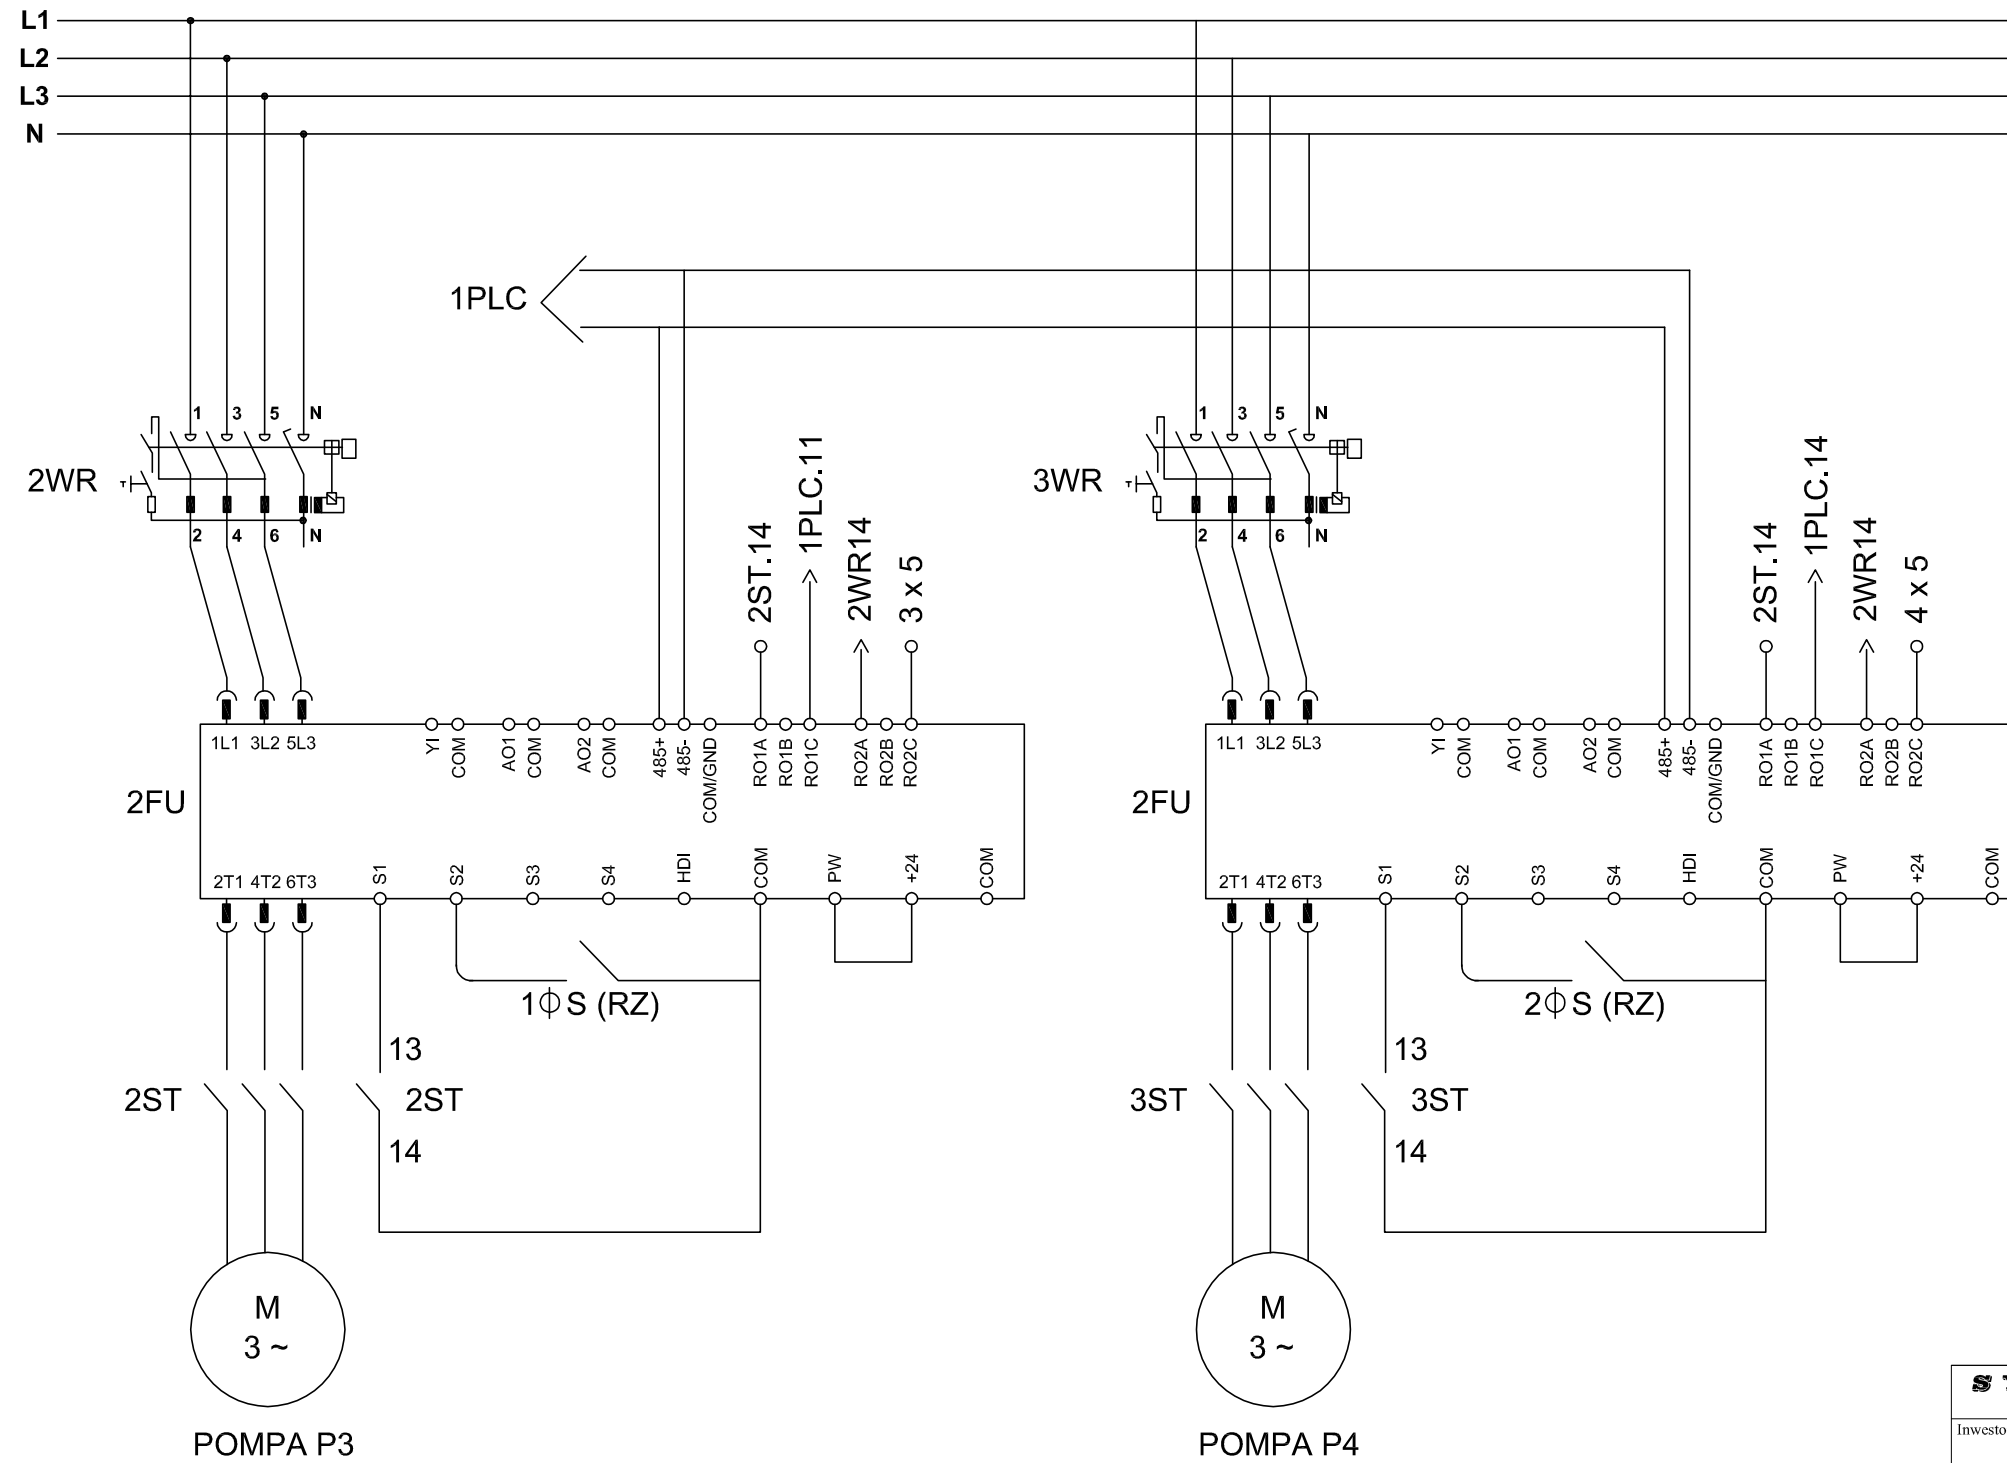 L1
L2
L3
N
1PLC
1 3 5 N
1 3 5 N
2WR
3WR
2 4 6 N
2 4 6 N
2ST.14
1PLC.11
2WR14
3 x 5
2ST.14
1PLC.14
2WR14
4 x 5
1L1 3L2 5L3
YI
COM
AO1
COM
AO2
COM
485+
485-
COM/GND
RO1A
RO1B
RO1C
RO2A
RO2B
RO2C
1L1 3L2 5L3
YI
COM
AO1
COM
AO2
COM
485+
485-
COM/GND
RO1A
RO1B
RO1C
RO2A
RO2B
RO2C
2FU
2FU
2T1 4T2 6T3
S1
S2
S3
S4
HDI
COM
PW
+24
COM
2T1 4T2 6T3
S1
S2
S3
S4
HDI
COM
PW
+24
COM
1ϕS (RZ)
2ϕS (RZ)
13
13
2ST
2ST
3ST
3ST
14
14
M
3 ~
M
3 ~
POMPA P3
POMPA P4
S
Inwesto